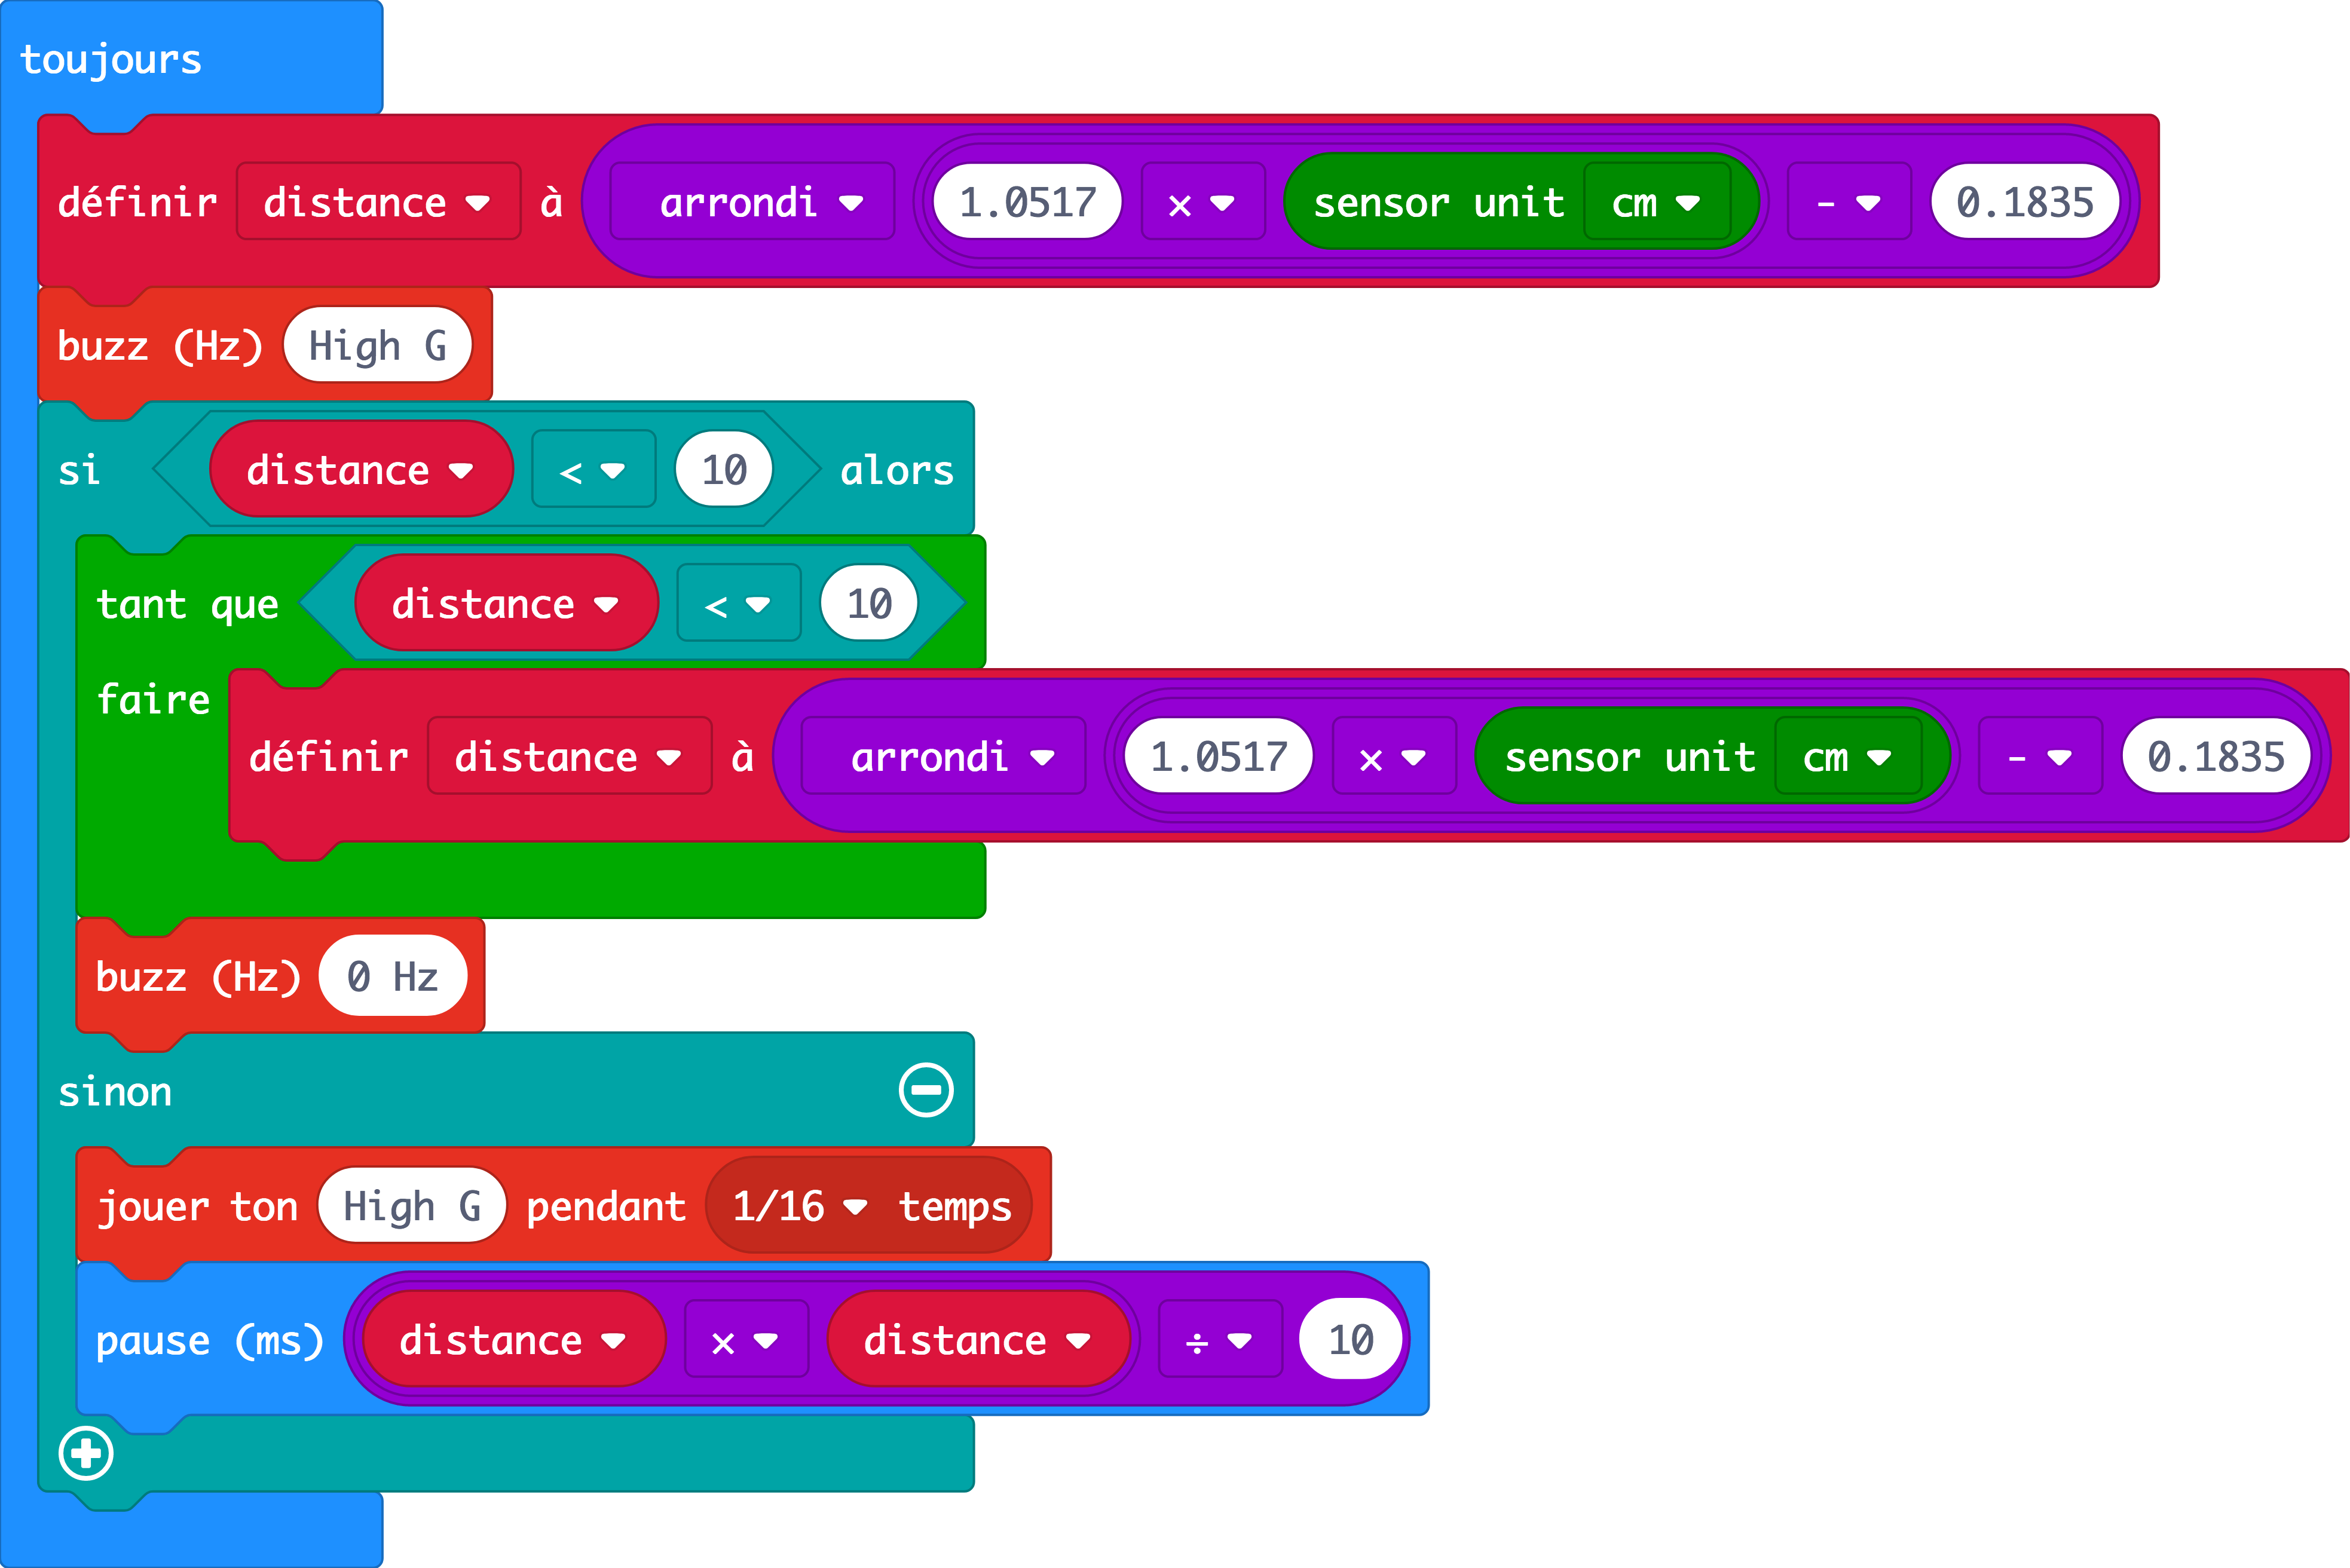 toujours
définir distance à arrondi 1.0517 × sensor unit cm - 0.1835
buzz (Hz) High G
si distance < 10 alors
tant que distance < 10
faire
définir distance à arrondi 1.0517 × sensor unit cm - 0.1835
buzz (Hz) 0 Hz
sinon
jouer ton High G pendant 1/16 temps
pause (ms) distance × distance ÷ 10